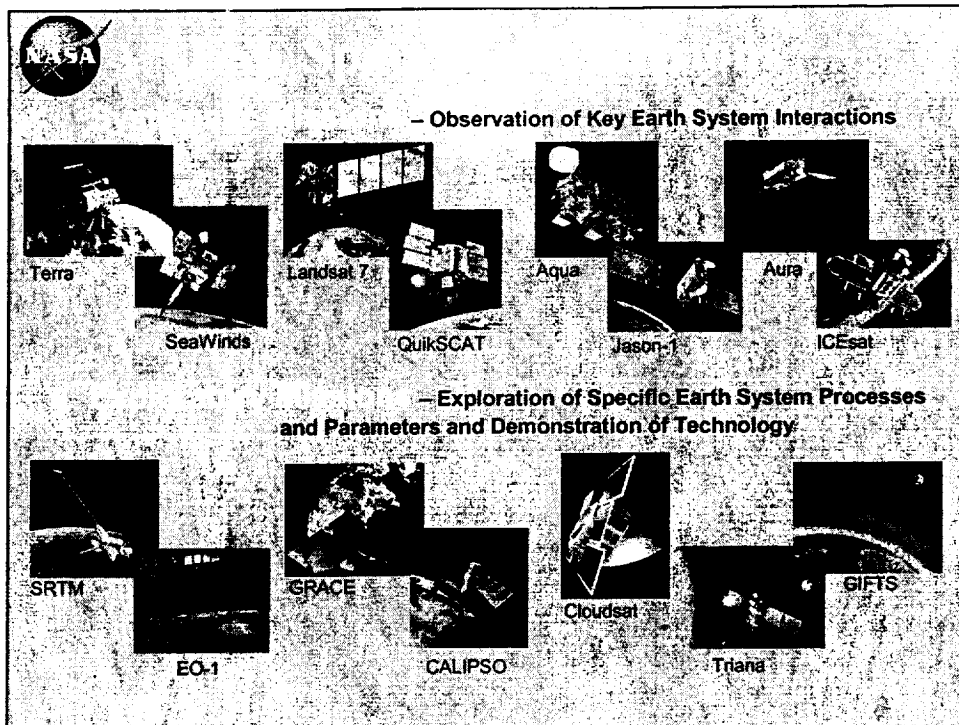 NASA
– Observation of Key Earth System Interactions
Terra
SeaWinds
Landsat 7
QuikSCAT
Aqua
Jason-1
Aura
ICEsat
– Exploration of Specific Earth System Processes
and Parameters and Demonstration of Technology
SRTM
EO-1
GRACE
CALIPSO
Cloudsat
Triana
GIFTS